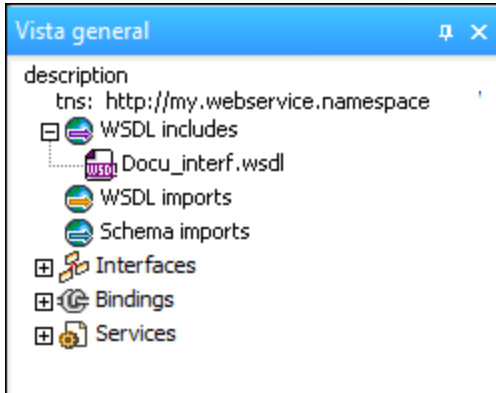 Vista general
description
tns: http://my.webservice.namespace
WSDL includes
WSDL Docu_interf.wsdl
WSDL imports
Schema imports
Interfaces
Bindings
Services